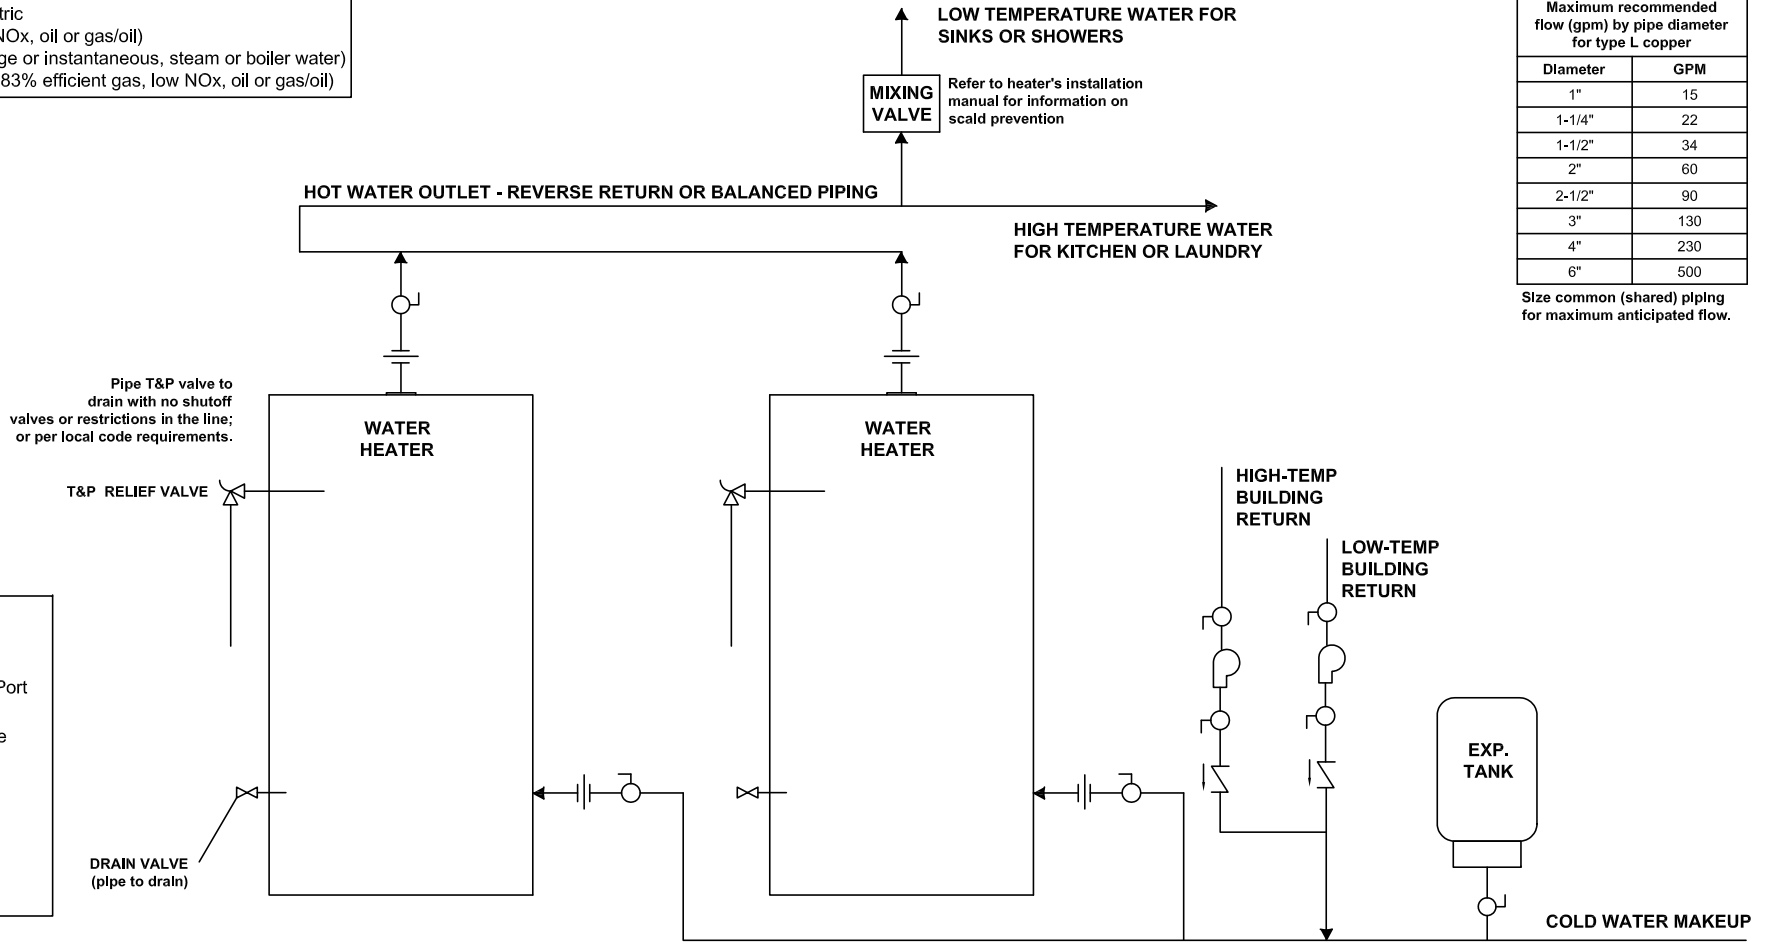 NOx, oil or gas/oil)
or instantaneous, steam or boiler water)
83% efficient gas, low NOx, oil or gas/oil)
LOW TEMPERATURE WATER FOR
SINKS OR SHOWERS
MIXING
VALVE
Refer to heater's installation
manual for information on
scald prevention
Maximum recommended
flow (gpm) by pipe diameter
for type L copper
Diameter GPM
1" 15
1-1/4" 22
1-1/2" 34
2" 60
2-1/2" 90
3" 130
4" 230
6" 500
Size common (shared) piping
for maximum anticipated flow.
HOT WATER OUTLET - REVERSE RETURN OR BALANCED PIPING
HIGH TEMPERATURE WATER
FOR KITCHEN OR LAUNDRY
Pipe T&P valve to
drain with no shutoff
valves or restrictions in the line;
or per local code requirements.
T&P RELIEF VALVE
WATER
HEATER
WATER
HEATER
HIGH-TEMP
BUILDING
RETURN
LOW-TEMP
BUILDING
RETURN
Port
EXP.
TANK
DRAIN VALVE
(pipe to drain)
COLD WATER MAKEUP